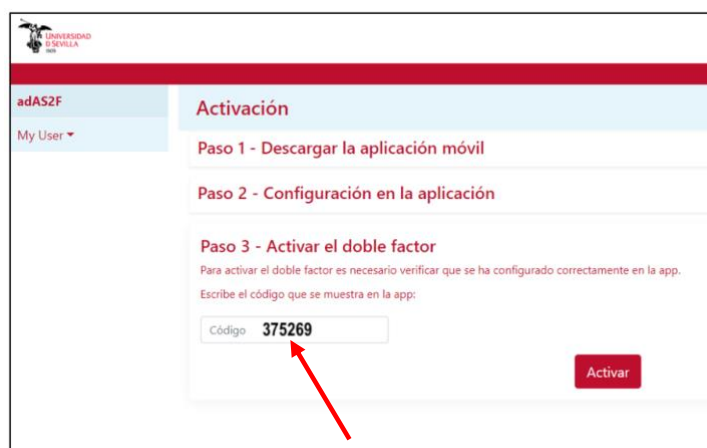 UNIVERSIDAD
D SEVILLA
1505
adAS2F
My User
Activación
Paso 1 - Descargar la aplicación móvil
Paso 2 - Configuración en la aplicación
Paso 3 - Activar el doble factor
Para activar el doble factor es necesario verificar que se ha configurado correctamente en la app.
Escribe el código que se muestra en la app:
Código 375269
Activar